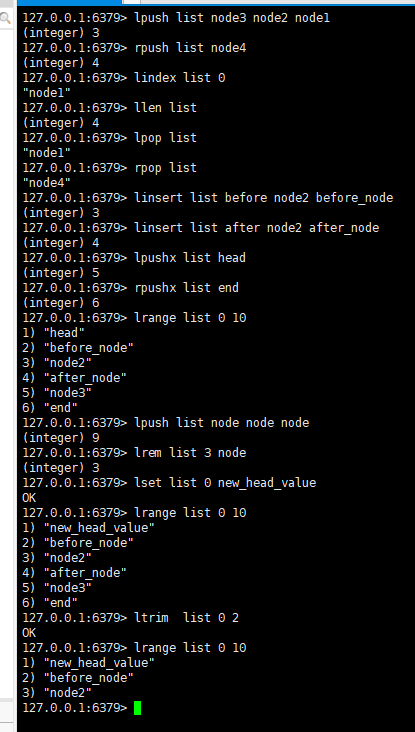 127.0.0.1:6379> lpush list node3 node2 node1
(integer) 3
127.0.0.1:6379> rpush list node4
(integer) 4
127.0.0.1:6379> lindex list 0
"node1"
127.0.0.1:6379> llen list
(integer) 4
127.0.0.1:6379> lpop list
"node1"
127.0.0.1:6379> rpop list
"node4"
127.0.0.1:6379> linsert list before node2 before_node
(integer) 3
127.0.0.1:6379> linsert list after node2 after_node
(integer) 4
127.0.0.1:6379> lpushx list head
(integer) 5
127.0.0.1:6379> rpushx list end
(integer) 6
127.0.0.1:6379> lrange list 0 10
1) "head"
2) "before_node"
3) "node2"
4) "after_node"
5) "node3"
6) "end"
127.0.0.1:6379> lpush list node node node
(integer) 9
127.0.0.1:6379> lrem list 3 node
(integer) 3
127.0.0.1:6379> lset list 0 new_head_value
OK
127.0.0.1:6379> lrange list 0 10
1) "new_head_value"
2) "before_node"
3) "node2"
4) "after_node"
5) "node3"
6) "end"
127.0.0.1:6379> ltrim  list 0 2
OK
127.0.0.1:6379> lrange list 0 10
1) "new_head_value"
2) "before_node"
3) "node2"
127.0.0.1:6379>